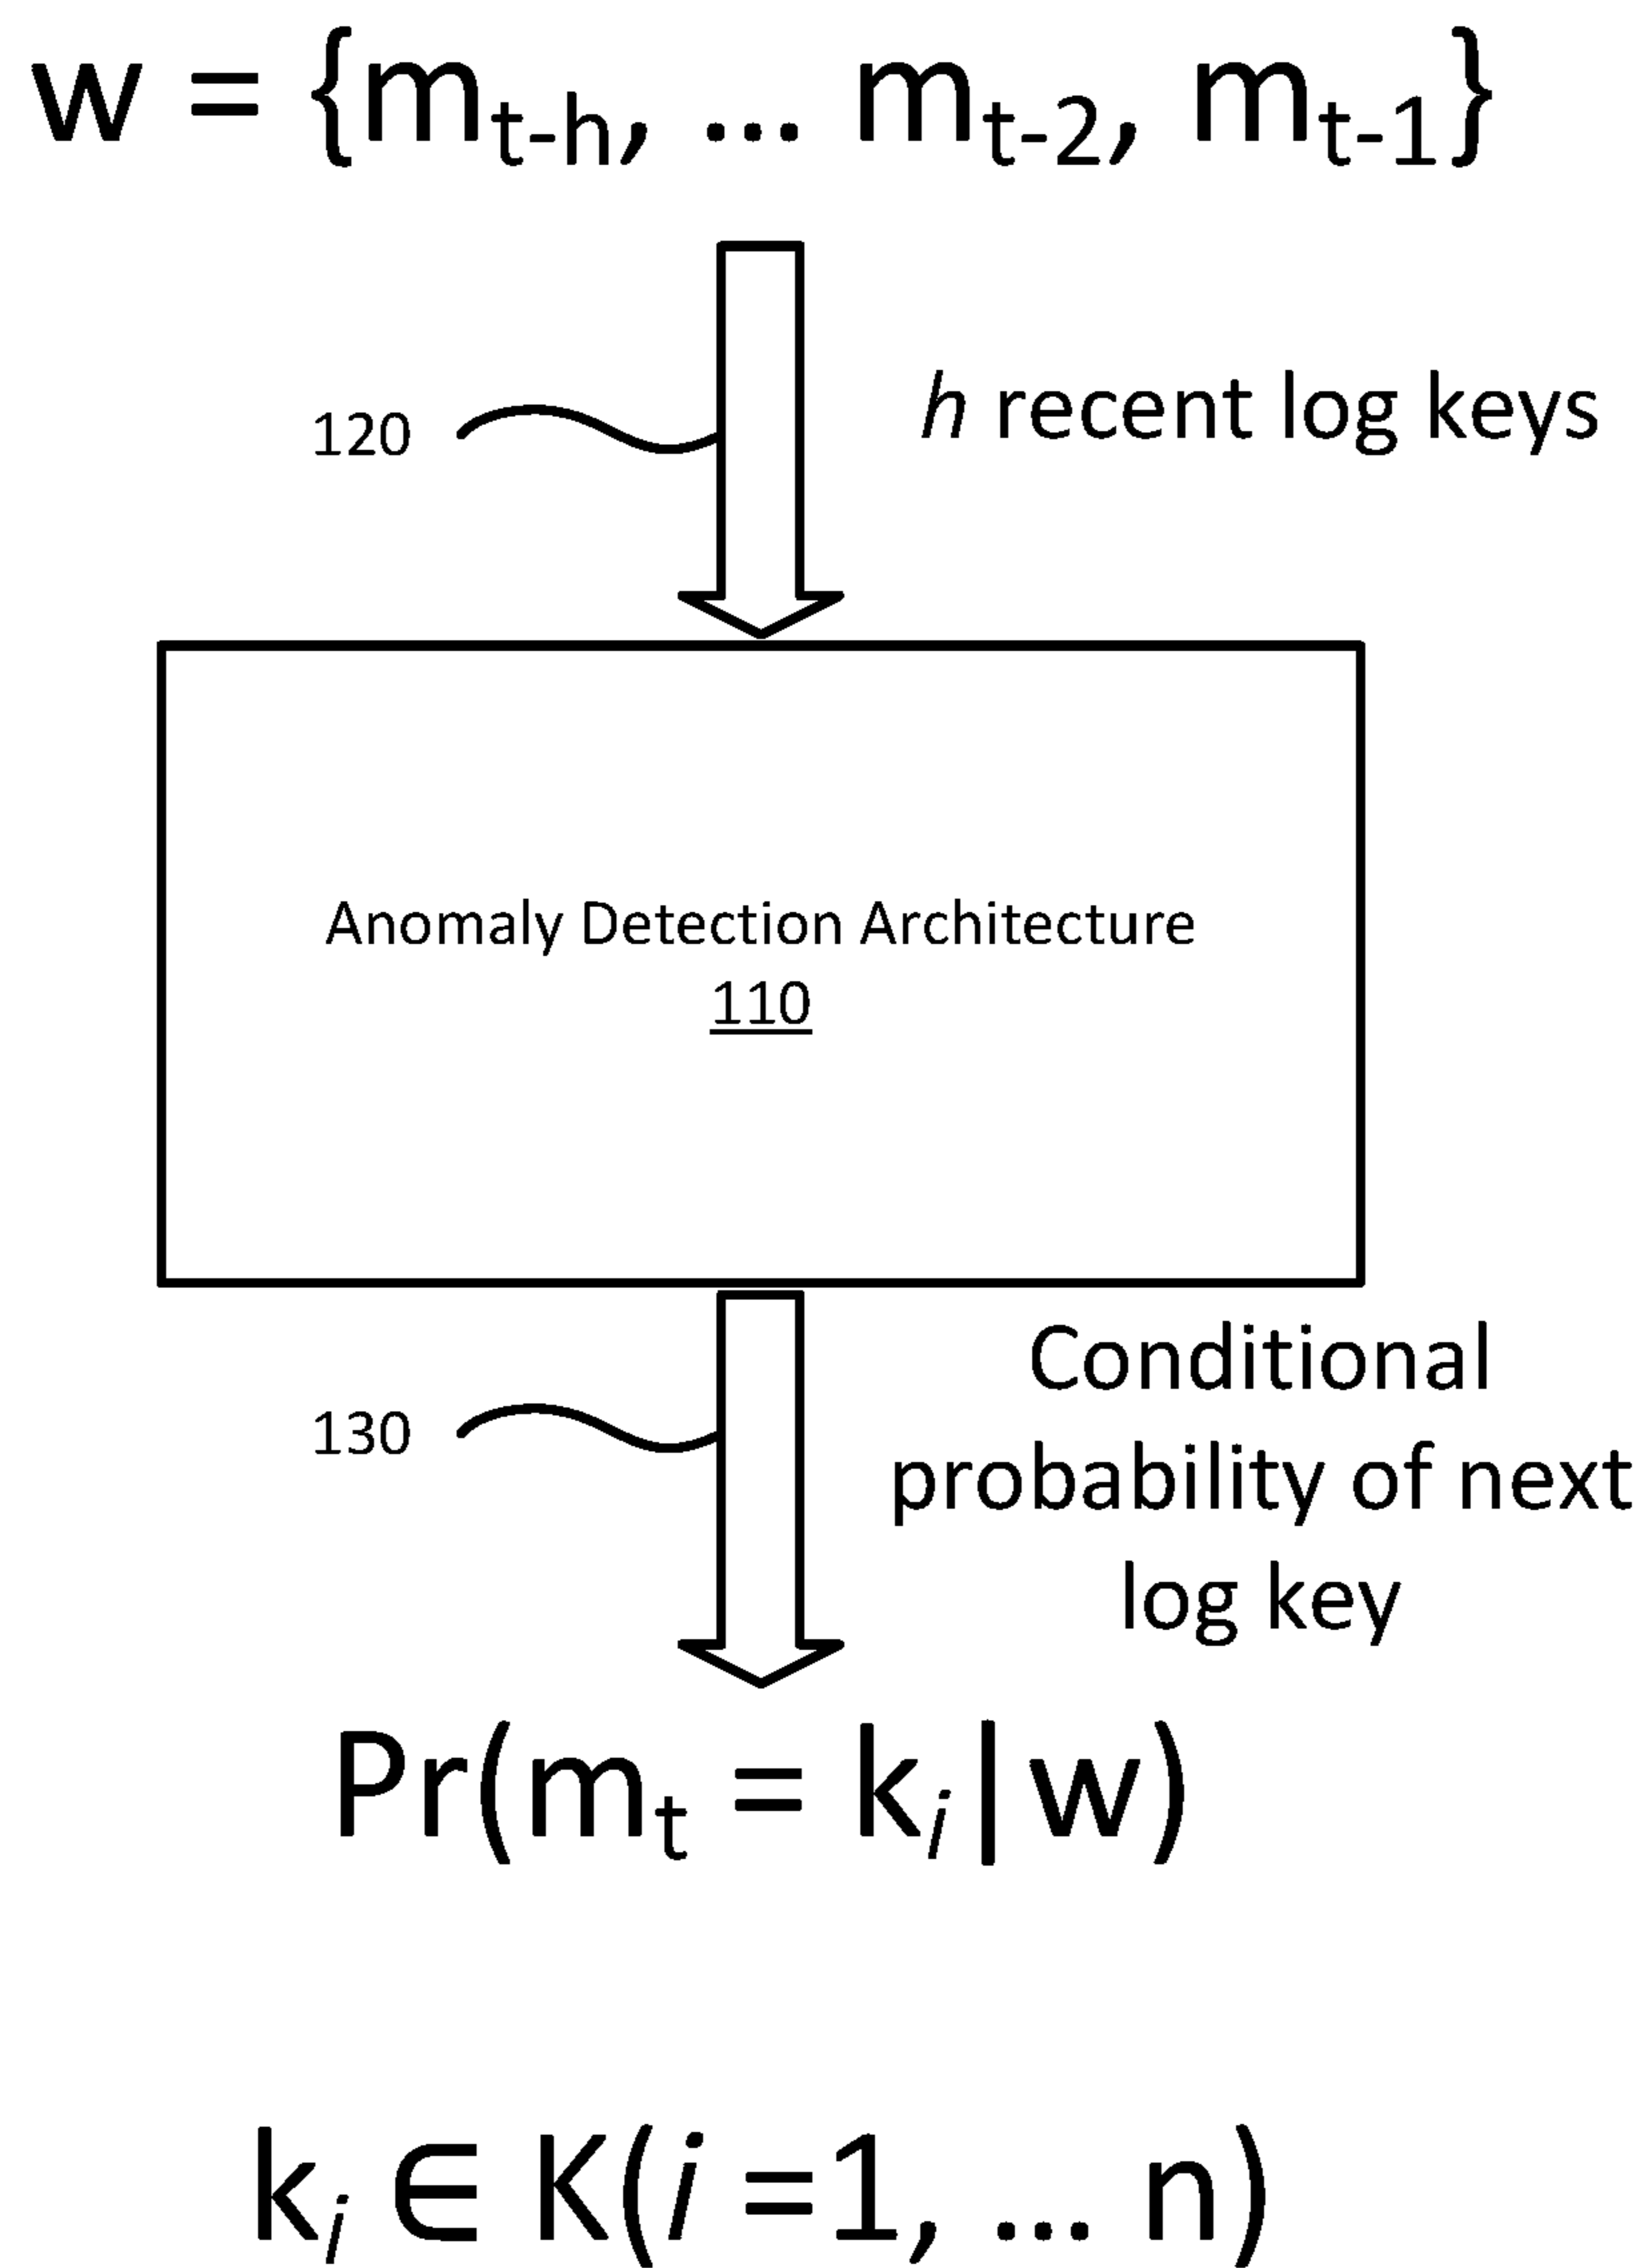 w = {mₜ₋ₕ, ... mₜ₋₂, mₜ₋₁}
120
h recent log keys
Anomaly Detection Architecture
110
130
Conditional
probability of next
log key
Pr(mₜ = kᵢ|w)
kᵢ ∈ K(i =1, ... n)